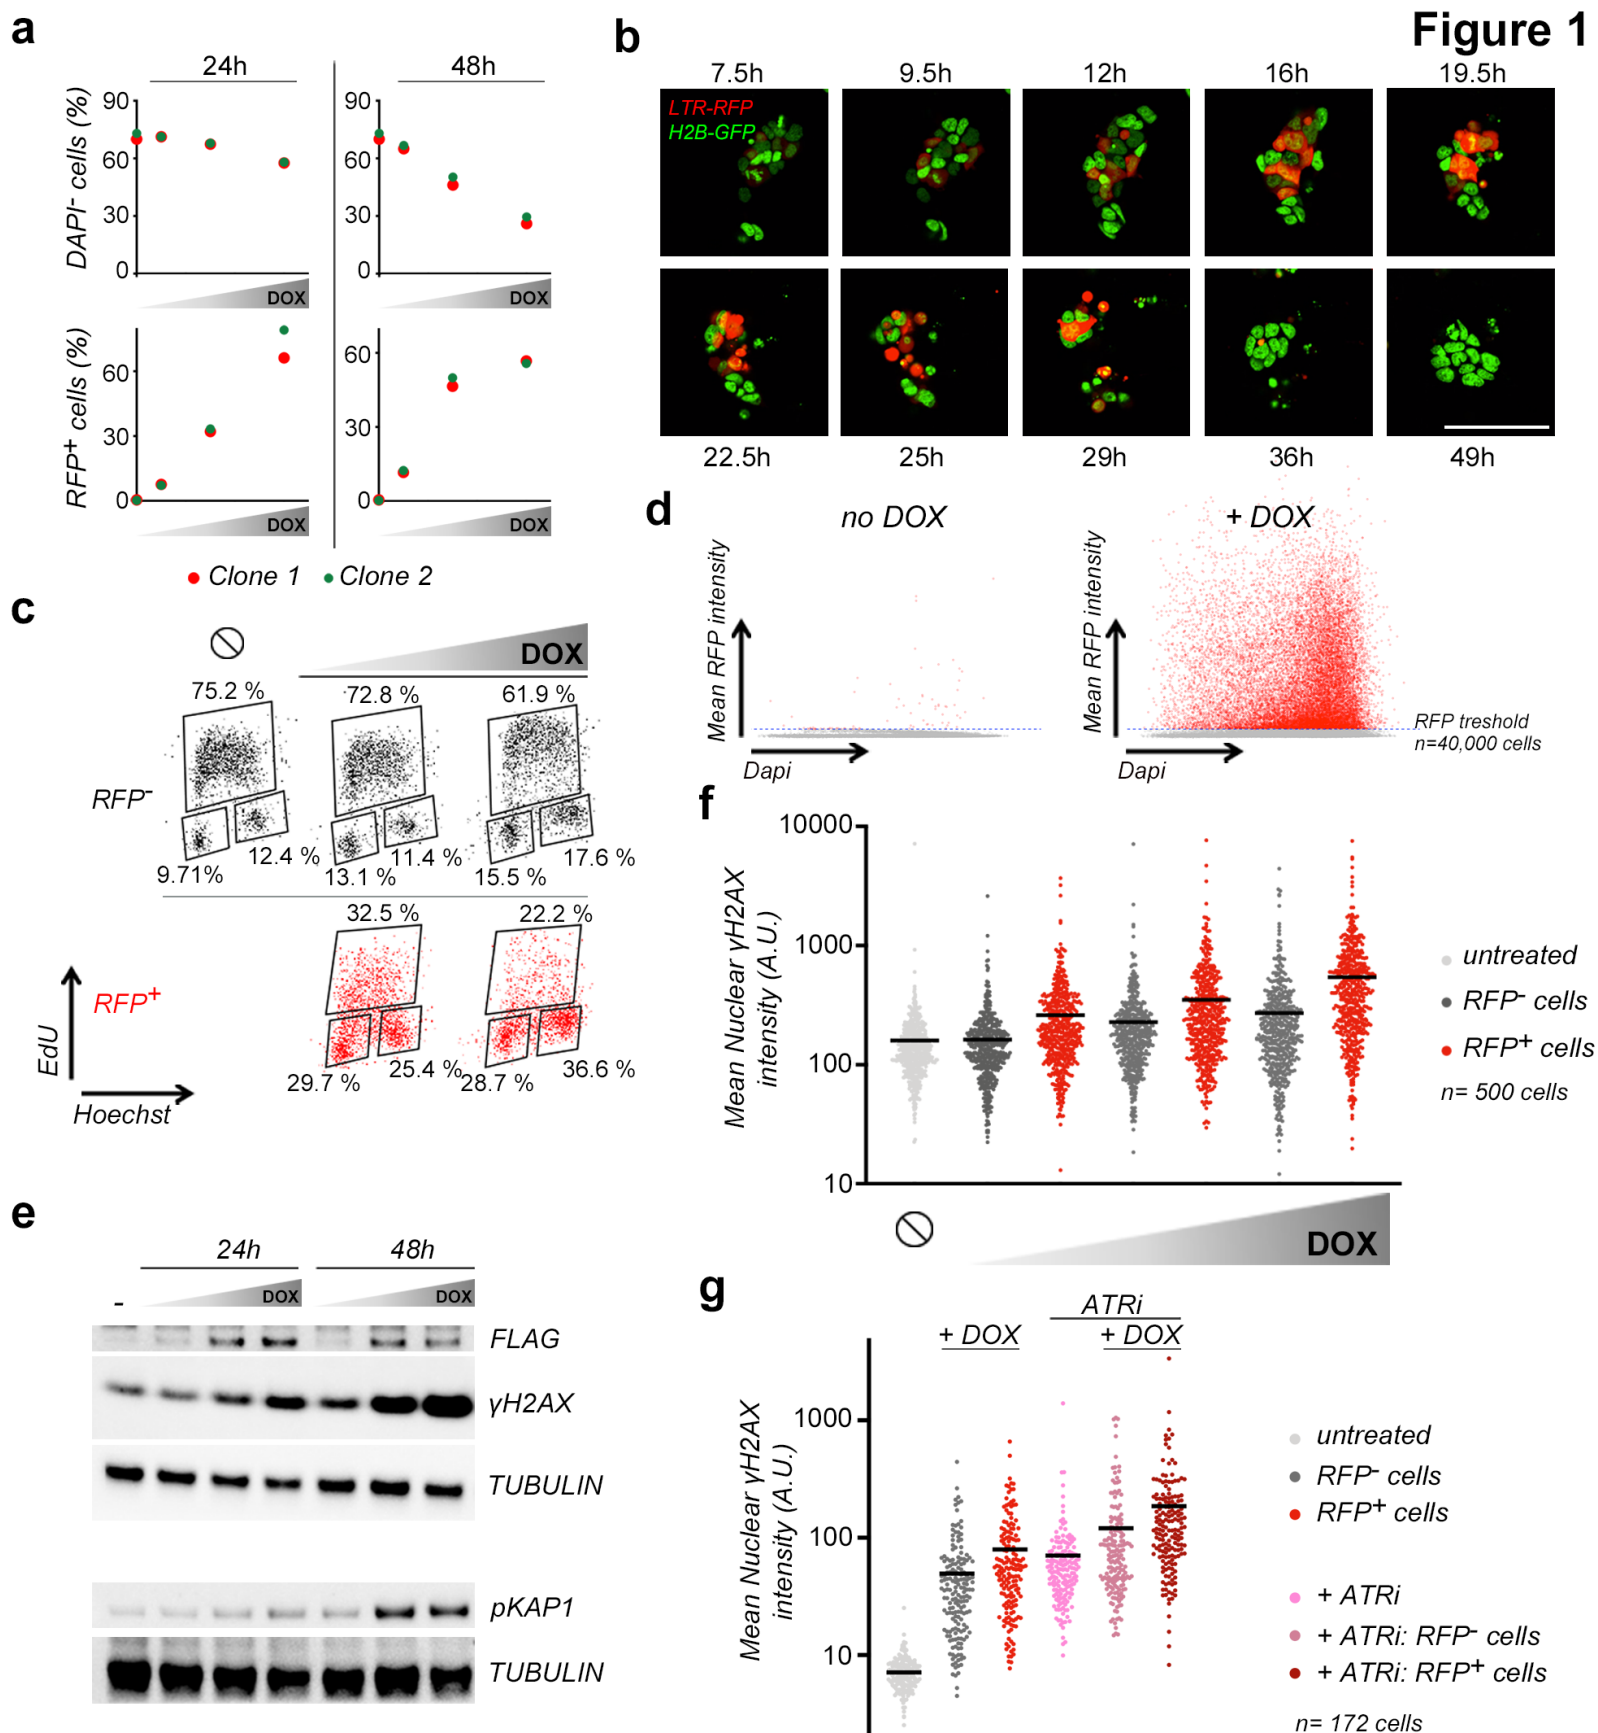 Figure 1
a
24h
48h
DAPI- cells (%)
90
60
30
0
90
60
30
0
DOX
DOX
RFP+ cells (%)
60
30
0
60
30
0
DOX
DOX
Clone 1
Clone 2
b
7.5h
9.5h
12h
16h
19.5h
LTR-RFP
H2B-GFP
22.5h
25h
29h
36h
49h
c
DOX
75.2 %
72.8 %
61.9 %
RFP-
12.4 %
11.4 %
17.6 %
9.71%
13.1 %
15.5 %
32.5 %
22.2 %
RFP+
25.4 %
36.6 %
29.7 %
28.7 %
EdU
Hoechst
d
no DOX
+ DOX
Mean RFP intensity
Mean RFP intensity
RFP treshold
n=40,000 cells
Dapi
Dapi
e
24h
48h
-
DOX
DOX
FLAG
γH2AX
TUBULIN
pKAP1
TUBULIN
f
Mean Nuclear γH2AX
intensity (A.U.)
10000
1000
100
10
untreated
RFP- cells
RFP+ cells
n= 500 cells
DOX
g
ATRi
+ DOX
+ DOX
Mean Nuclear γH2AX
intensity (A.U.)
1000
100
10
untreated
RFP- cells
RFP+ cells
+ ATRi
+ ATRi: RFP- cells
+ ATRi: RFP+ cells
n= 172 cells